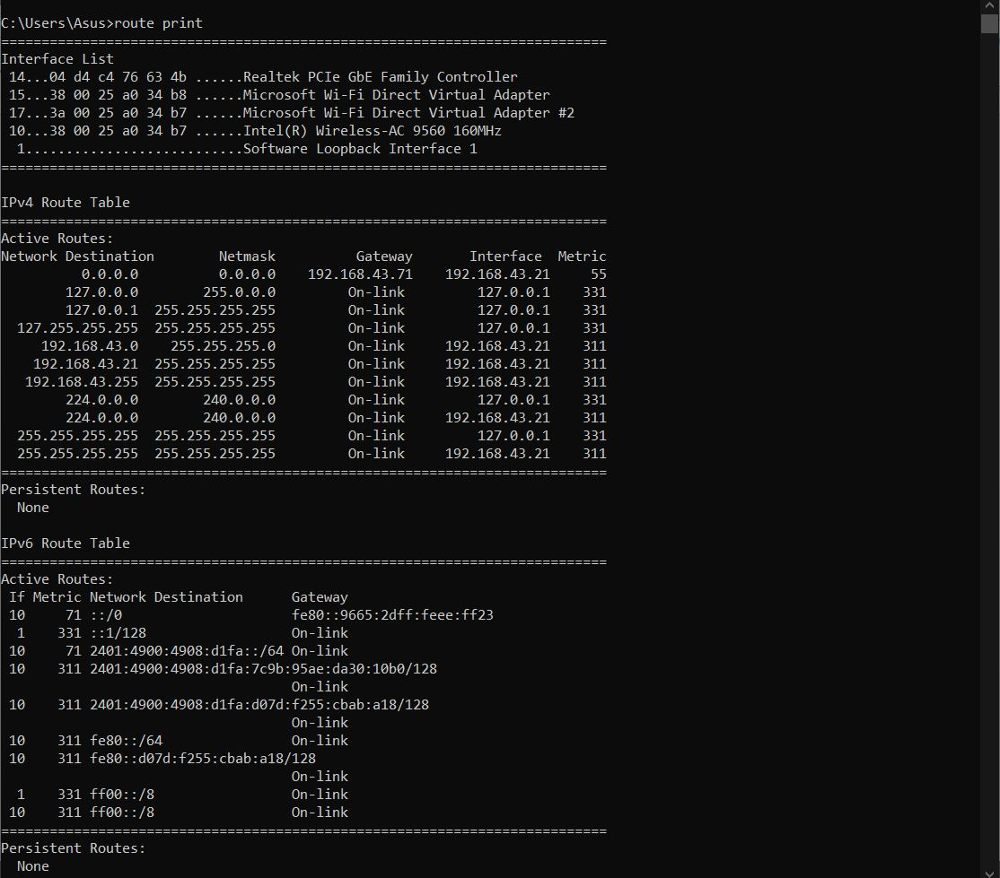 C:\Users\Asus>route print
===========================================================================
Interface List
 14...04 d4 c4 76 63 4b ......Realtek PCIe GbE Family Controller
 15...38 00 25 a0 34 b8 ......Microsoft Wi-Fi Direct Virtual Adapter
 17...3a 00 25 a0 34 b7 ......Microsoft Wi-Fi Direct Virtual Adapter #2
 10...38 00 25 a0 34 b7 ......Intel(R) Wireless-AC 9560 160MHz
  1...........................Software Loopback Interface 1
===========================================================================

IPv4 Route Table
===========================================================================
Active Routes:
Network Destination        Netmask          Gateway       Interface  Metric
          0.0.0.0          0.0.0.0    192.168.43.71    192.168.43.21     55
        127.0.0.0        255.0.0.0         On-link         127.0.0.1    331
        127.0.0.1  255.255.255.255         On-link         127.0.0.1    331
  127.255.255.255  255.255.255.255         On-link         127.0.0.1    331
     192.168.43.0    255.255.255.0         On-link     192.168.43.21    311
    192.168.43.21  255.255.255.255         On-link     192.168.43.21    311
   192.168.43.255  255.255.255.255         On-link     192.168.43.21    311
        224.0.0.0        240.0.0.0         On-link         127.0.0.1    331
        224.0.0.0        240.0.0.0         On-link     192.168.43.21    311
  255.255.255.255  255.255.255.255         On-link         127.0.0.1    331
  255.255.255.255  255.255.255.255         On-link     192.168.43.21    311
===========================================================================
Persistent Routes:
  None

IPv6 Route Table
===========================================================================
Active Routes:
 If Metric Network Destination      Gateway
 10     71 ::/0                     fe80::9665:2dff:feee:ff23
  1    331 ::1/128                  On-link
 10     71 2401:4900:4908:d1fa::/64 On-link
 10    311 2401:4900:4908:d1fa:7c9b:95ae:da30:10b0/128
                                    On-link
 10    311 2401:4900:4908:d1fa:d07d:f255:cbab:a18/128
                                    On-link
 10    311 fe80::/64                On-link
 10    311 fe80::d07d:f255:cbab:a18/128
                                    On-link
  1    331 ff00::/8                 On-link
 10    311 ff00::/8                 On-link
===========================================================================
Persistent Routes:
  None